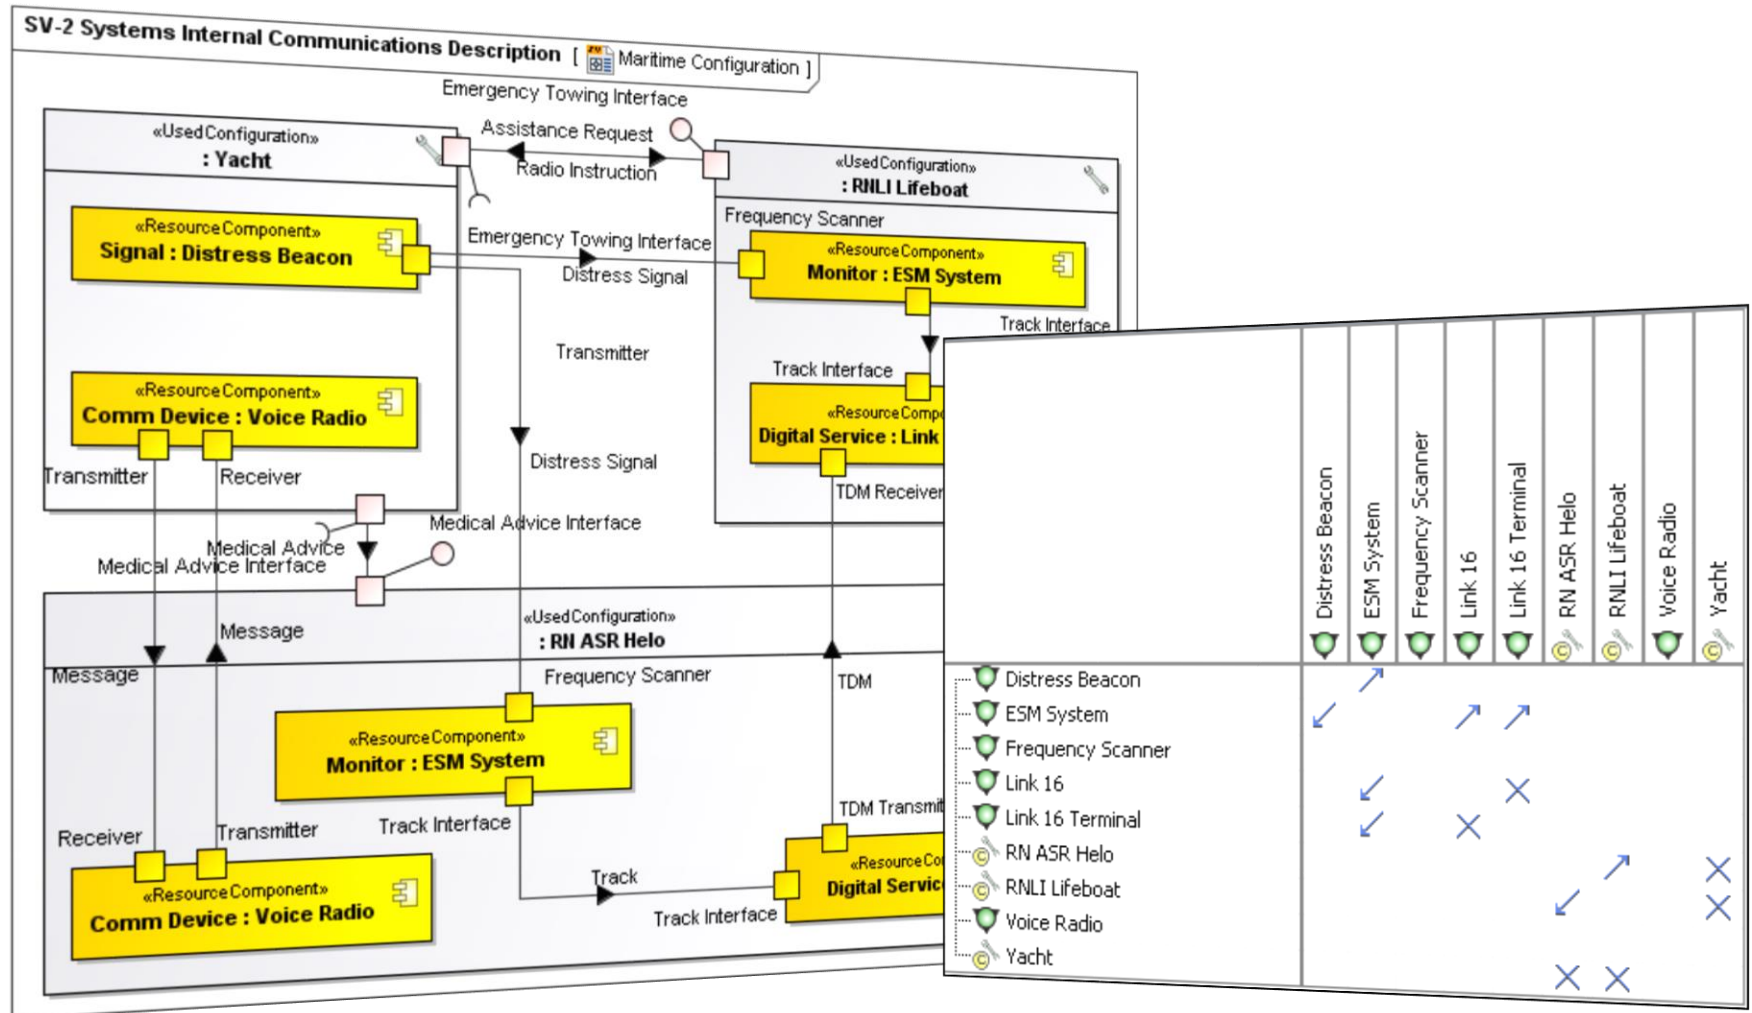 SV-2 Systems Internal Communications Description [ Maritime Configuration ]
Emergency Towing Interface
«UsedConfiguration»
: Yacht
Assistance Request
Radio Instruction
«UsedConfiguration»
: RNLI Lifeboat
«ResourceComponent»
Signal : Distress Beacon
Emergency Towing Interface
Distress Signal
Frequency Scanner
«ResourceComponent»
Monitor : ESM System
Track Interface
Transmitter
Track Interface
«ResourceComponent»
Comm Device : Voice Radio
«ResourceCompo
Digital Service : Link
Transmitter
Receiver
Distress Signal
TDM Receiver
Medical Advice Interface
Medical Advice
Medical Advice Interface
«UsedConfiguration»
: RN ASR Helo
Message
Message
Frequency Scanner
TDM
«ResourceComponent»
Monitor : ESM System
Track Interface
TDM Transmit
Receiver
Transmitter
Track
Track Interface
«ResourceCo
Digital Servic
«ResourceComponent»
Comm Device : Voice Radio
Distress Beacon
ESM System
Frequency Scanner
Link 16
Link 16 Terminal
RN ASR Helo
RNLI Lifeboat
Voice Radio
Yacht
Distress Beacon
ESM System
Frequency Scanner
Link 16
Link 16 Terminal
RN ASR Helo
RNLI Lifeboat
Voice Radio
Yacht